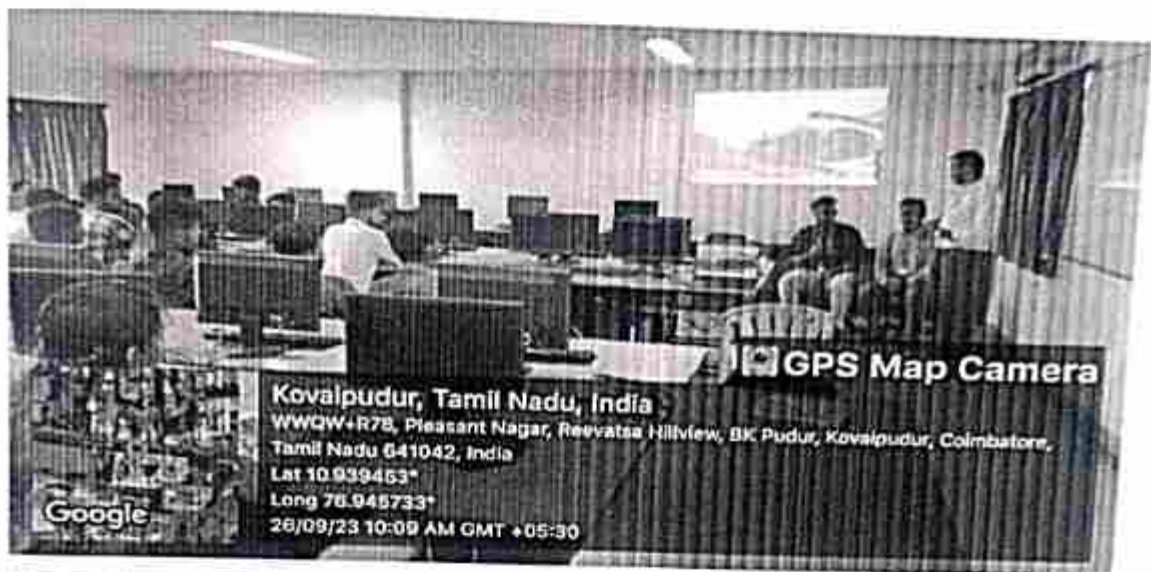 GPS Map Camera
Kovaipudur, Tamil Nadu, India
WWQW+R78, Pleasant Nagar, Reevatsa Hillview, BK Pudur, Kovaipudur, Coimbatore,
Tamil Nadu 641042, India
Lat 10.939453°
Long 76.945733°
26/09/23 10:09 AM GMT +05:30
Google